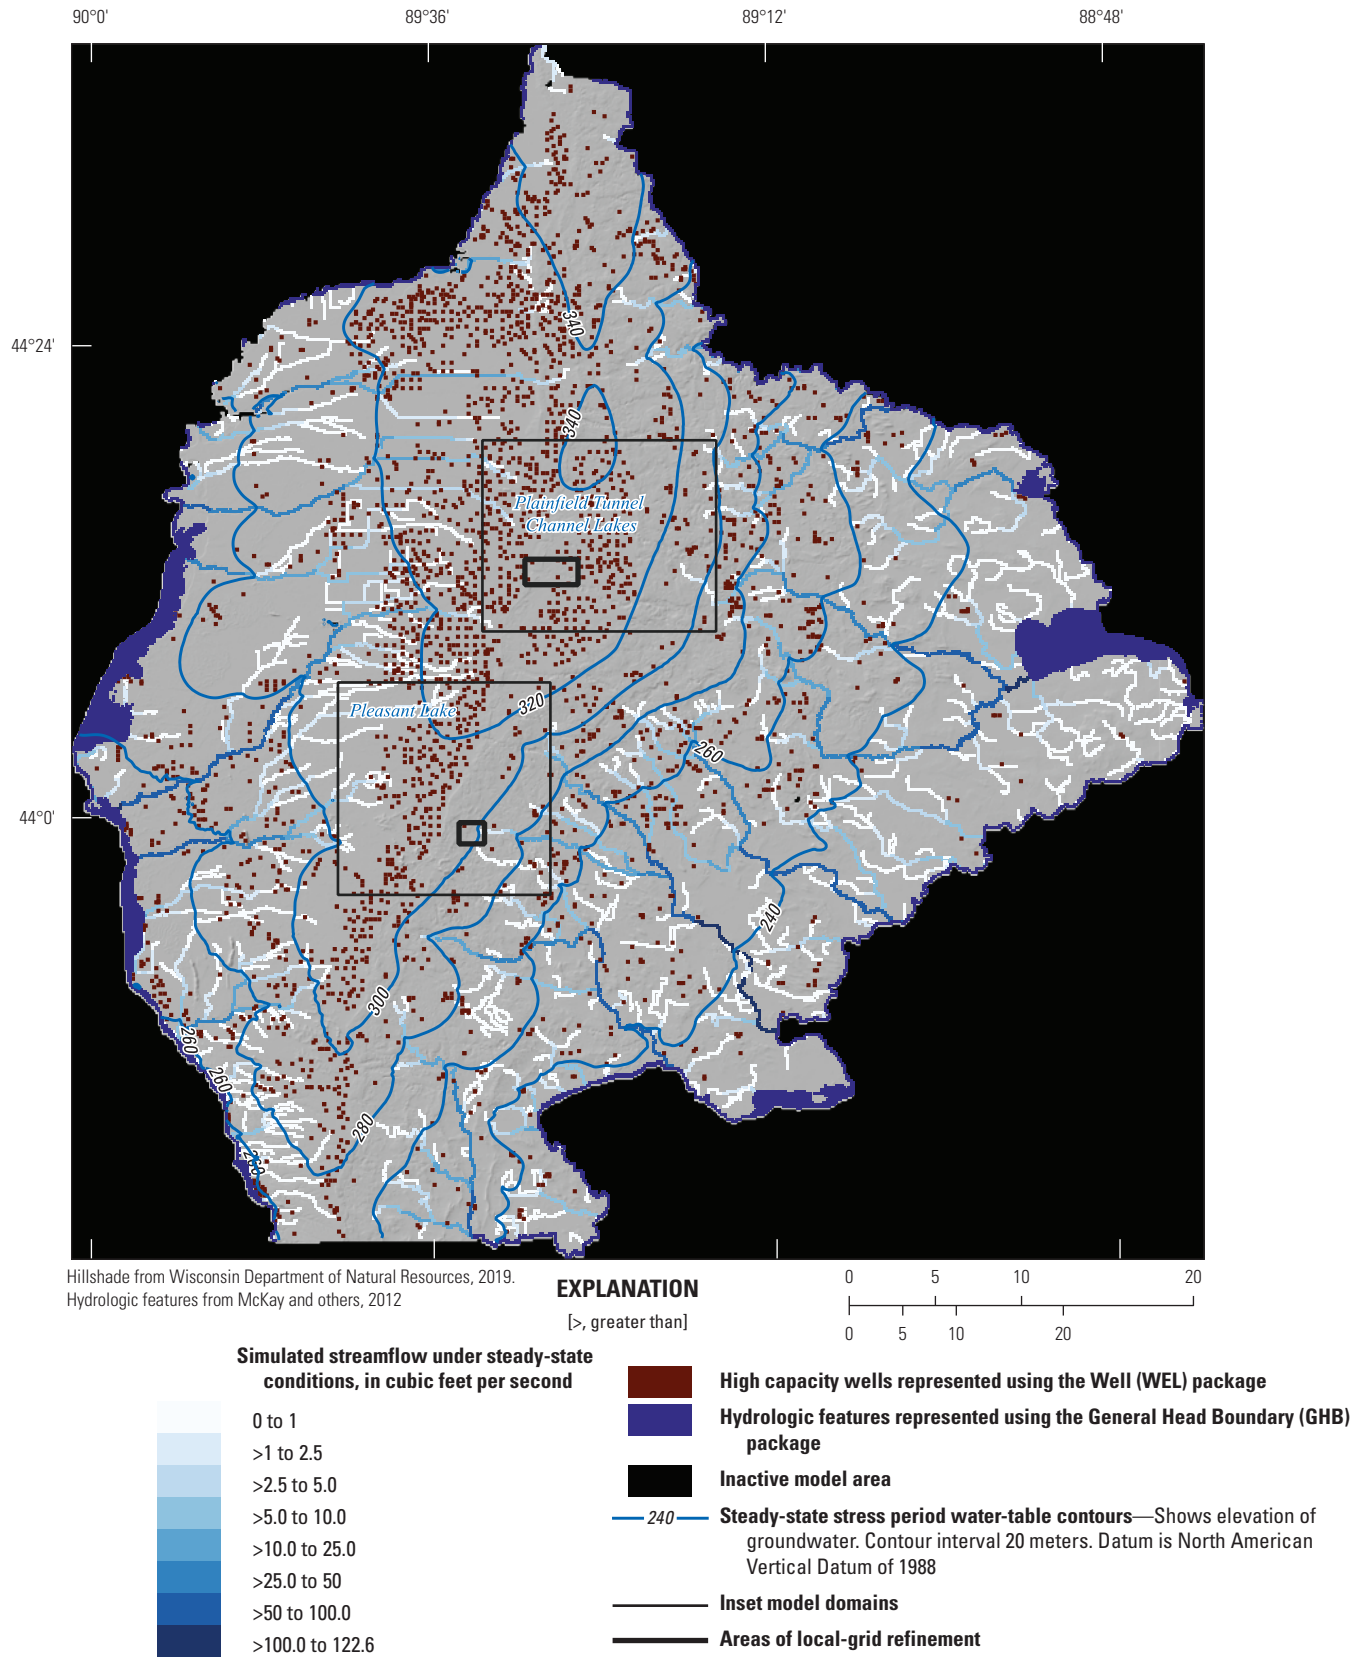 90°0'
89°36'
89°12'
88°48'
44°24'
44°0'
340
340
Plainfield Tunnel
Channel Lakes
320
Pleasant Lake
260
240
300
260
260
280
260
Hillshade from Wisconsin Department of Natural Resources, 2019.
Hydrologic features from McKay and others, 2012
EXPLANATION
[>, greater than]
0 5 10 20
0 5 10 20
Simulated streamflow under steady-state
conditions, in cubic feet per second
0 to 1
>1 to 2.5
>2.5 to 5.0
>5.0 to 10.0
>10.0 to 25.0
>25.0 to 50
>50 to 100.0
>100.0 to 122.6
High capacity wells represented using the Well (WEL) package
Hydrologic features represented using the General Head Boundary (GHB)
package
Inactive model area
240
Steady-state stress period water-table contours—Shows elevation of
groundwater. Contour interval 20 meters. Datum is North American
Vertical Datum of 1988
Inset model domains
Areas of local-grid refinement